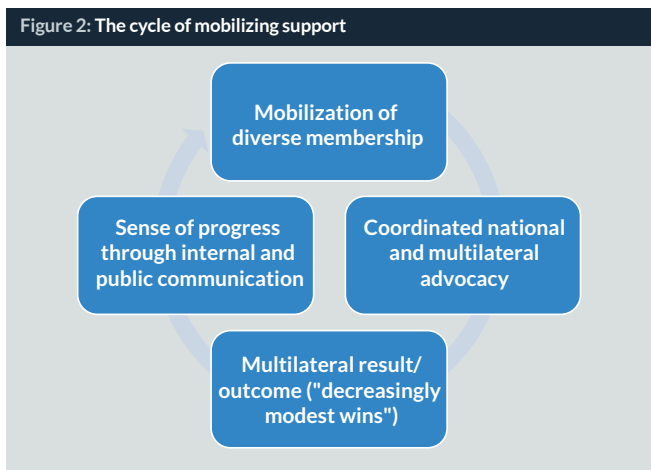 Figure 2: The cycle of mobilizing support
Mobilization of
diverse membership
Coordinated national
and multilateral
advocacy
Multilateral result/
outcome ("decreasingly
modest wins")
Sense of progress
through internal and
public communication